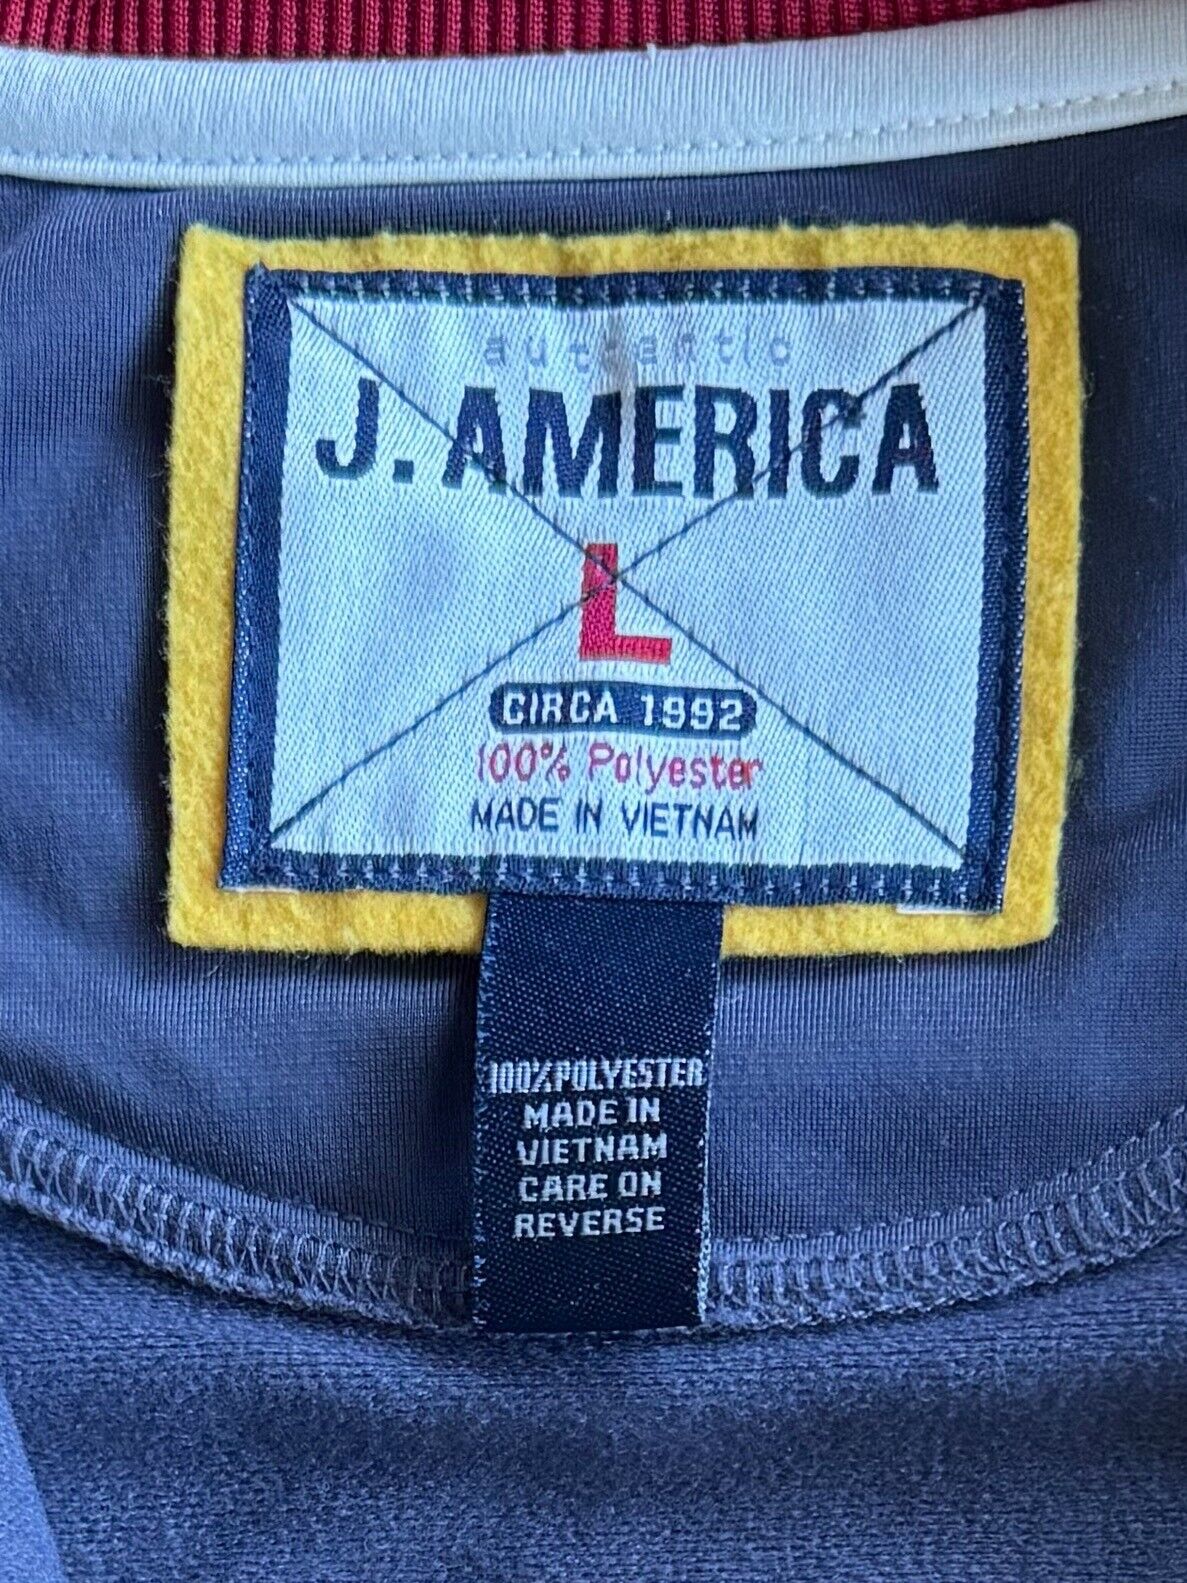 authentic
J. AMERICA
L
CIRCA 1992
100% Polyester
MADE IN VIETNAM
100% POLYESTER
MADE IN
VIETNAM
CARE ON
REVERSE